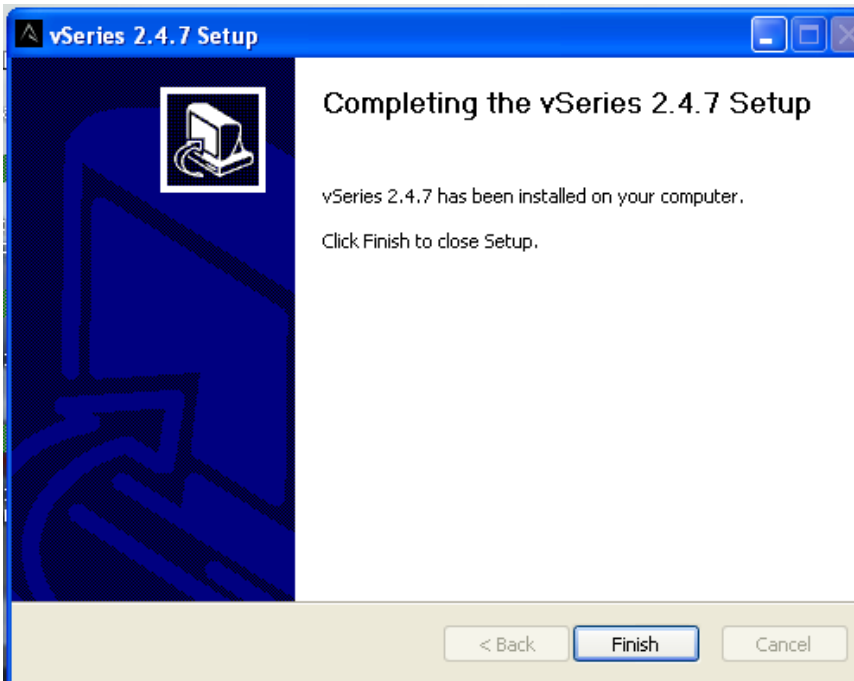 vSeries 2.4.7 Setup
Completing the vSeries 2.4.7 Setup
vSeries 2.4.7 has been installed on your computer.
Click Finish to close Setup.
< Back
Finish
Cancel